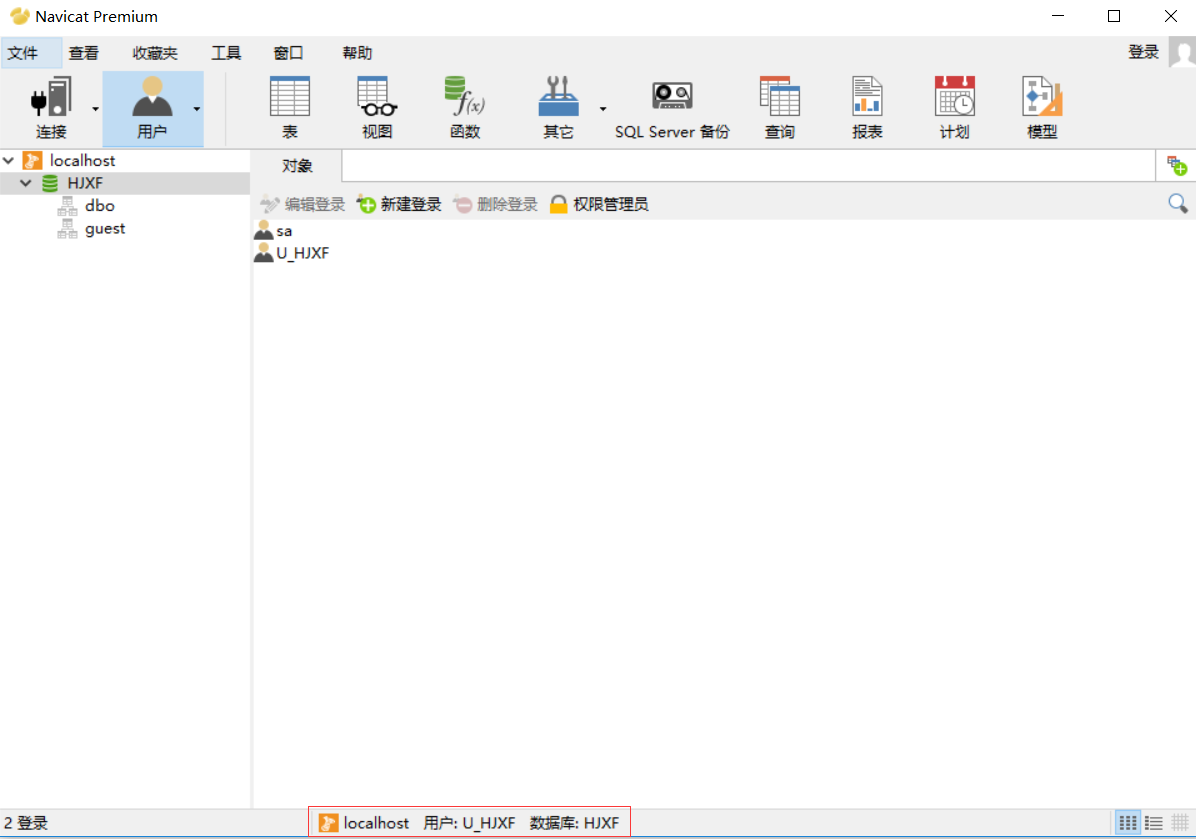 Navicat Premium
文件 查看 收藏夹 工具 窗口 帮助 登录
连接 用户 表 视图 函数 其它 SQL Server 备份 查询 报表 计划 模型
f(x)
localhost
HJXF
dbo
guest
对象
编辑登录 新建登录 删除登录 权限管理员
sa
U_HJXF
2 登录 localhost 用户: U_HJXF 数据库: HJXF